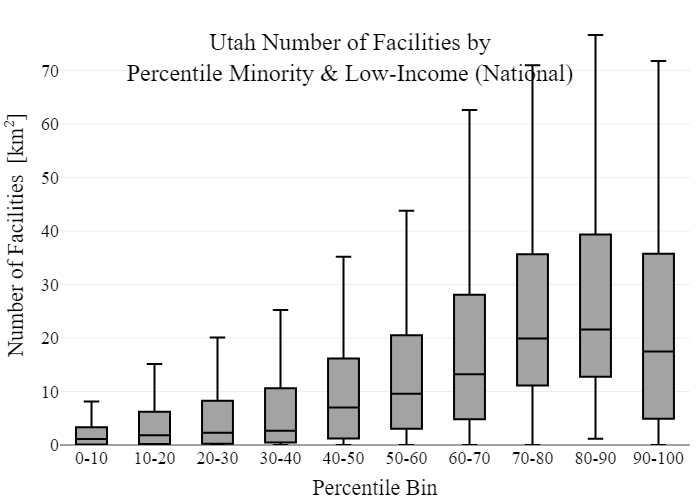 Utah Number of Facilities by
Percentile Minority & Low-Income (National)
Number of Facilities [km²]
70
60
50
40
30
20
10
0
0-10 10-20 20-30 30-40 40-50 50-60 60-70 70-80 80-90 90-100
Percentile Bin